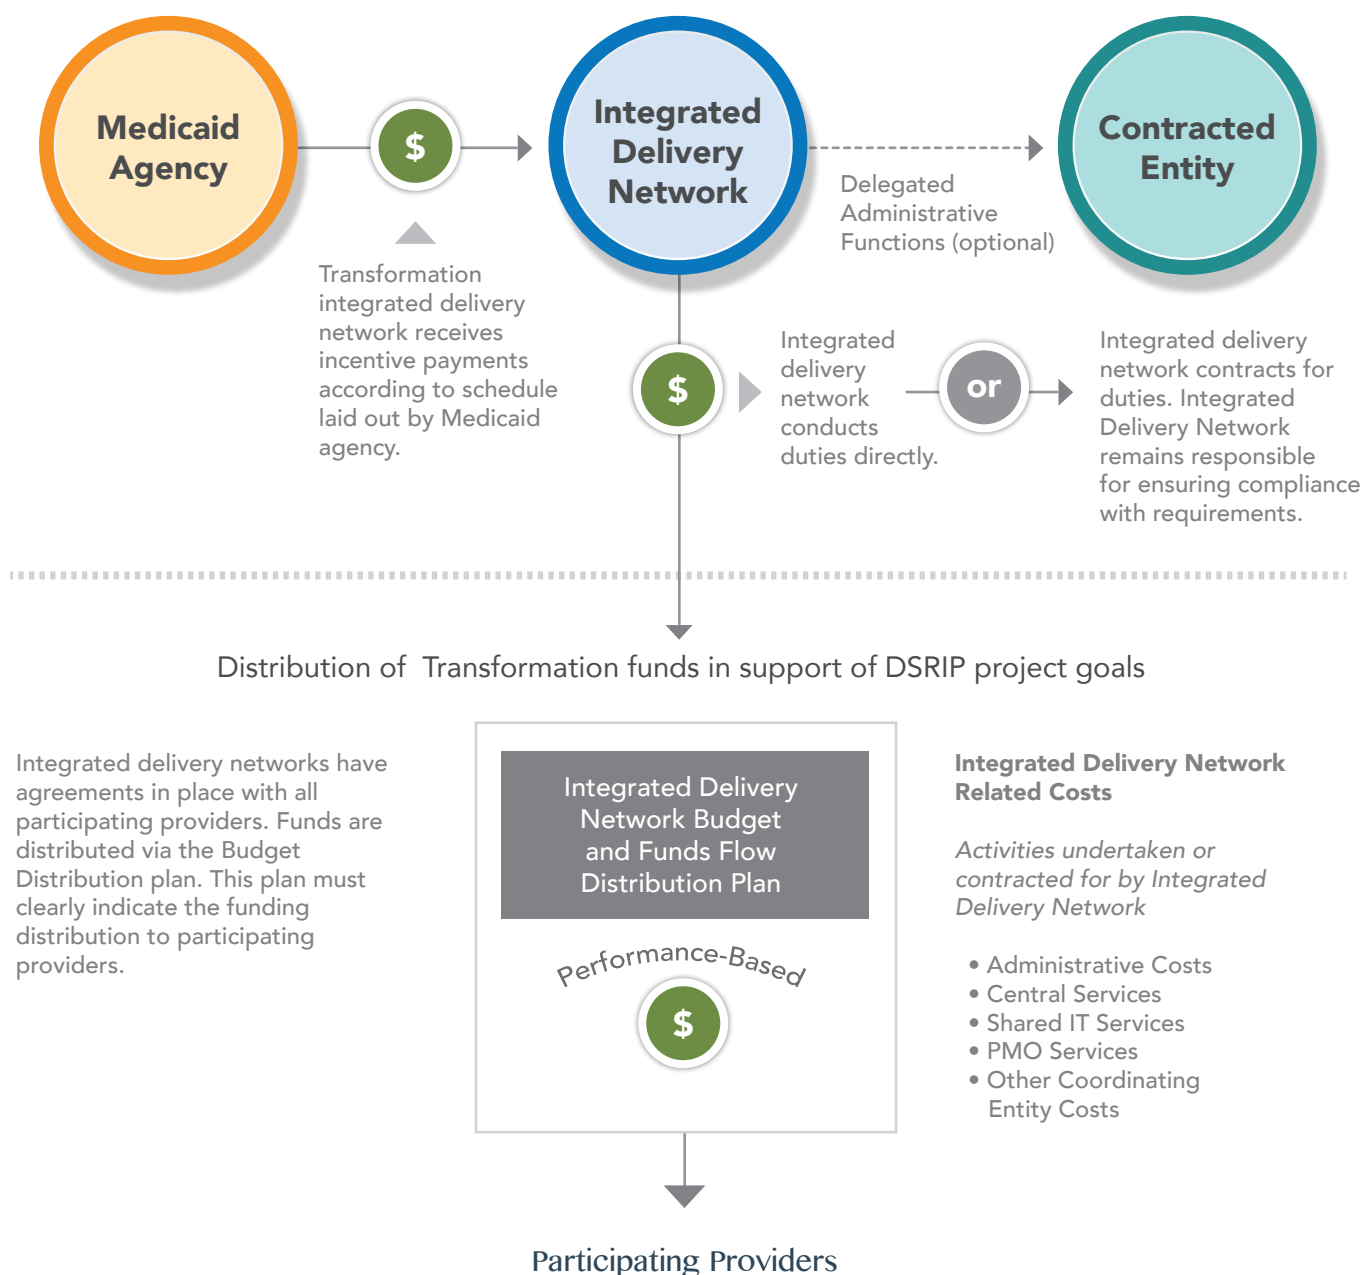 Medicaid
Agency
$
Integrated
Delivery
Network
Contracted
Entity
Delegated
Administrative
Functions (optional)
Transformation
integrated delivery
network receives
incentive payments
according to schedule
laid out by Medicaid
agency.
$
Integrated
delivery
network
conducts
duties directly.
or
Integrated delivery
network contracts for
duties. Integrated
Delivery Network
remains responsible
for ensuring compliance
with requirements.
Distribution of  Transformation funds in support of DSRIP project goals
Integrated delivery networks have
agreements in place with all
participating providers. Funds are
distributed via the Budget
Distribution plan. This plan must
clearly indicate the funding
distribution to participating
providers.
Integrated Delivery
Network Budget
and Funds Flow
Distribution Plan
Performance-Based
$
Integrated Delivery Network
Related Costs
Activities undertaken or
contracted for by Integrated
Delivery Network
• Administrative Costs
• Central Services
• Shared IT Services
• PMO Services
• Other Coordinating
Entity Costs
Participating Providers